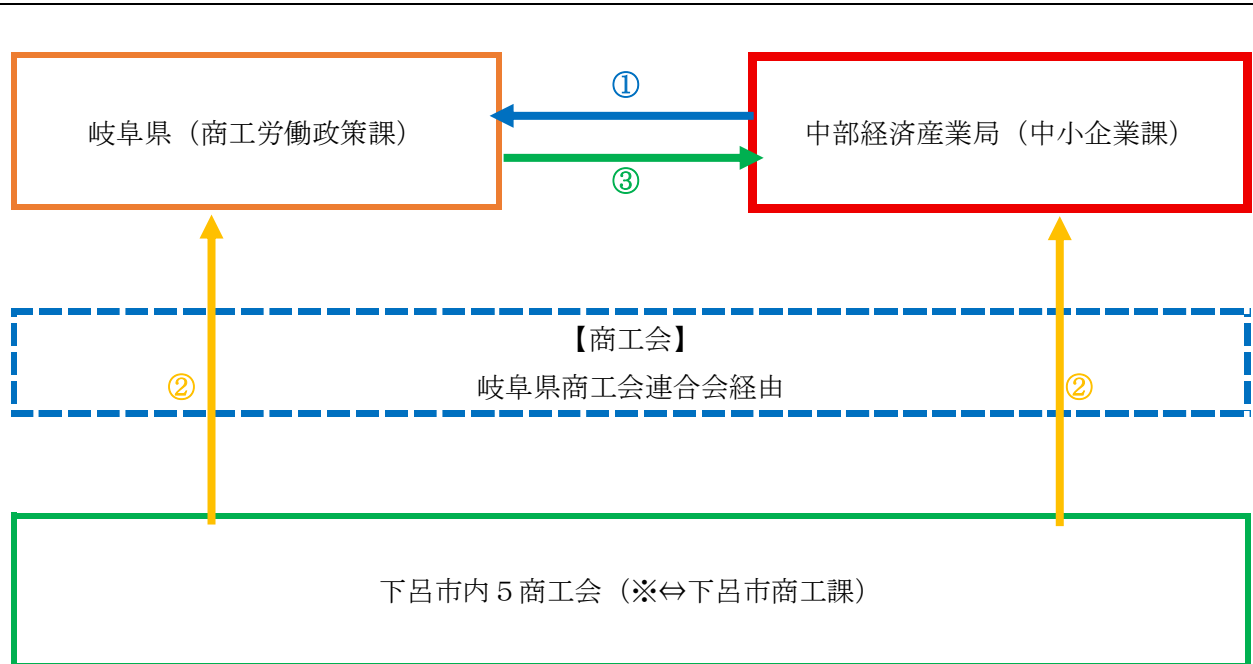 ①
岐阜県（商工労働政策課）
中部経済産業局（中小企業課）
③
【商工会】
岐阜県商工会連合会経由
②
②
下呂市内５商工会（※⇔下呂市商工課）